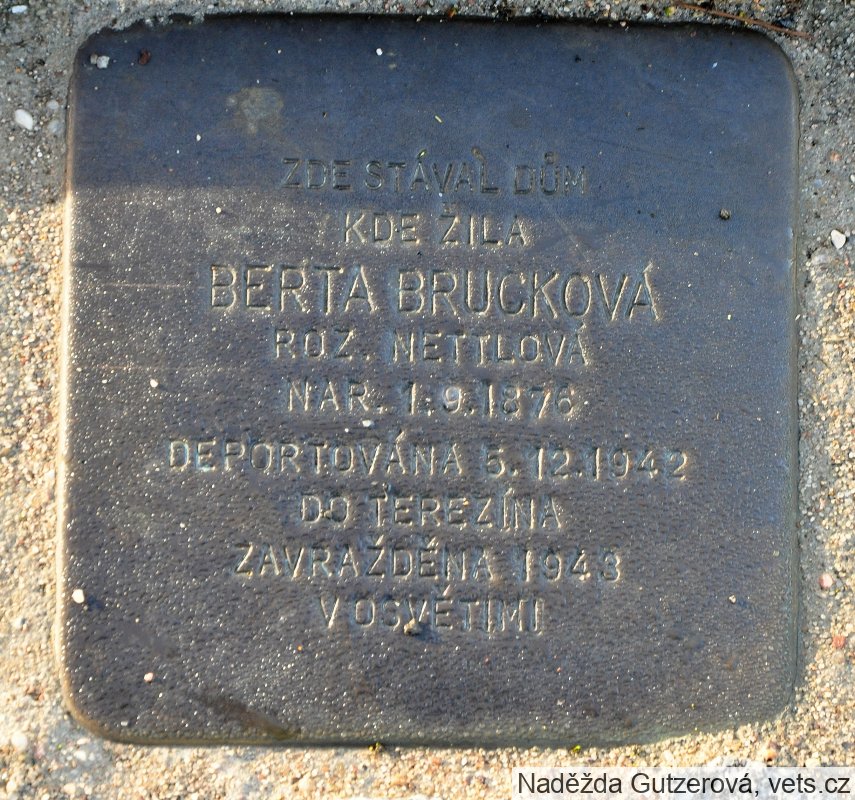 ZDE STÁVAL DŮM
KDE ŽILA
BERTA BRUCKOVÁ
ROZ. NETTLOVÁ
NAR. 1.9.1876
DEPORTOVÁNA 5.12.1942
DO TEREZÍNA
ZAVRAŽDĚNA 1943
V OSVĚTIMI
Naděžda Gutzerová, vets.cz